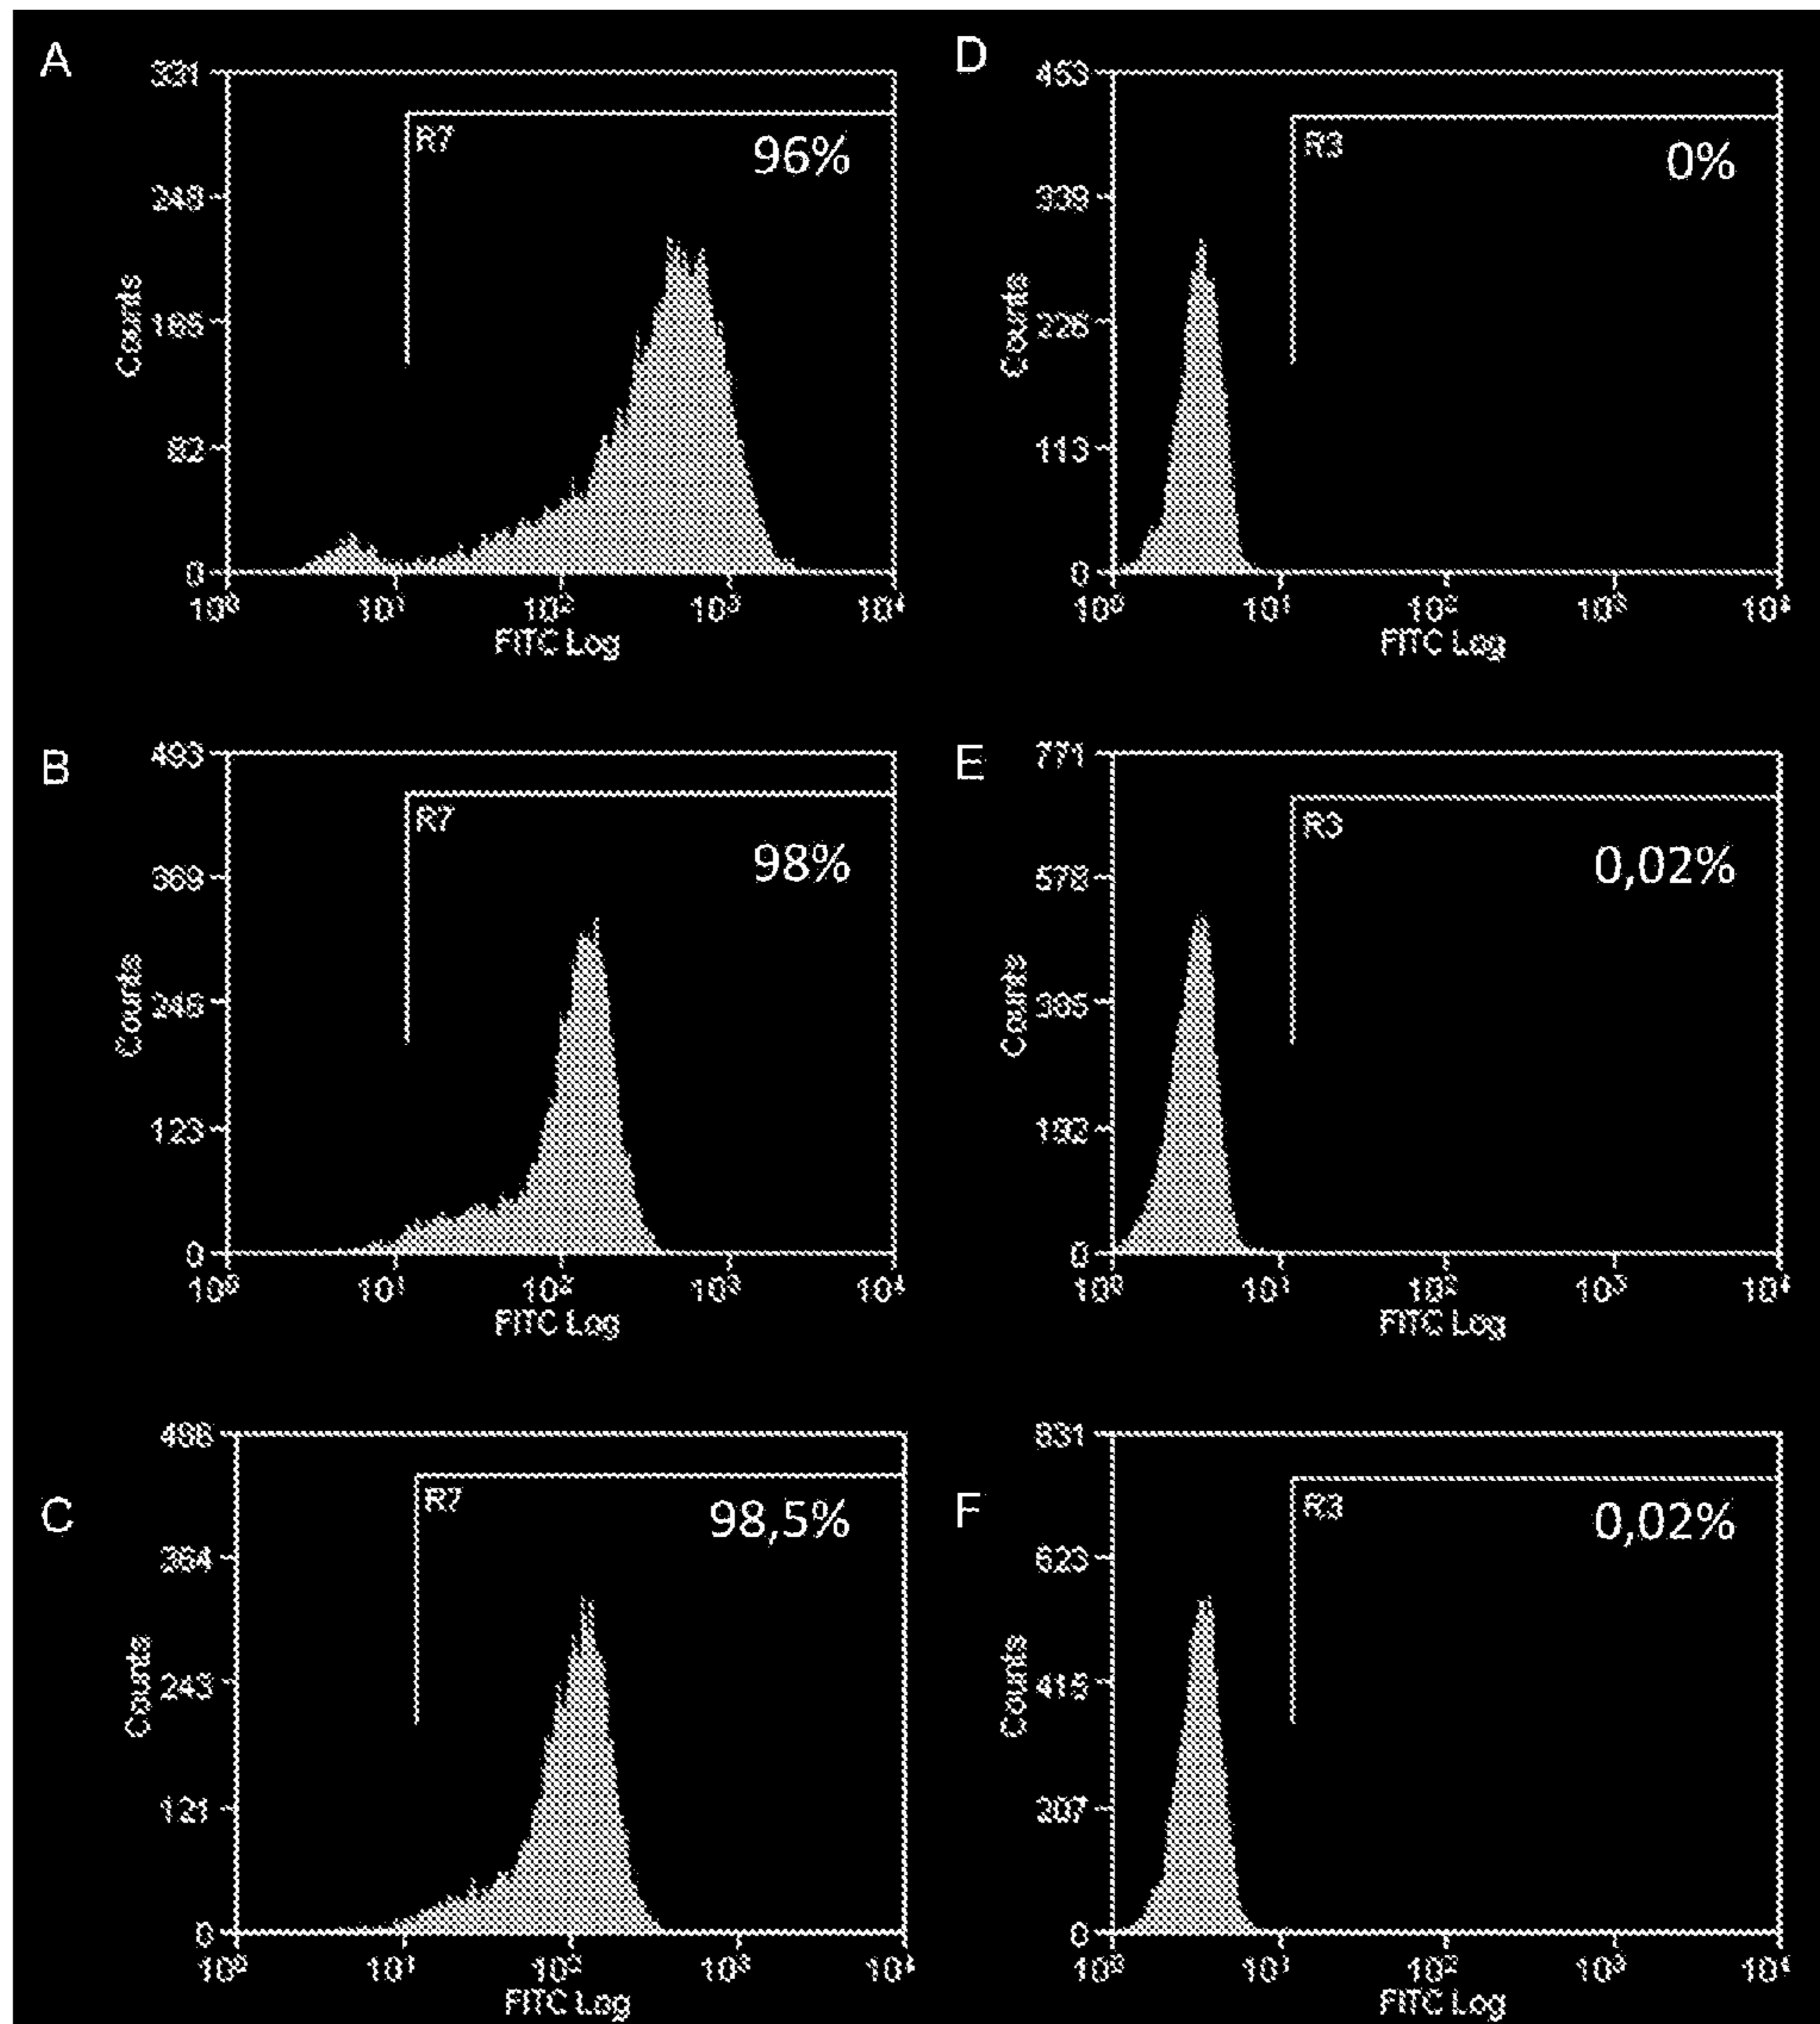 A
331
R7
96%
248
Counts
165
82
0
10⁰ 10¹ 10² 10³ 10⁴
FITC Log
D
453
R3
0%
339
Counts
226
113
0
10⁰ 10¹ 10² 10³ 10⁴
FITC Log
B
493
R7
98%
369
Counts
246
123
0
10⁰ 10¹ 10² 10³ 10⁴
FITC Log
E
771
R3
0,02%
578
Counts
385
192
0
10⁰ 10¹ 10² 10³ 10⁴
FITC Log
C
486
R7
98,5%
364
Counts
243
121
0
10⁰ 10¹ 10² 10³ 10⁴
FITC Log
F
831
R3
0,02%
623
Counts
415
207
0
10⁰ 10¹ 10² 10³ 10⁴
FITC Log